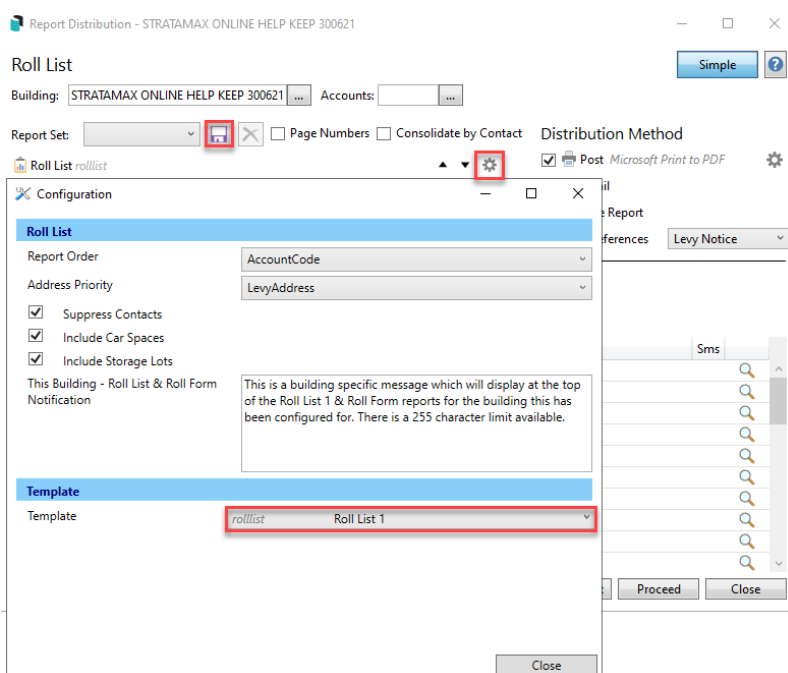 Report Distribution - STRATAMAX ONLINE HELP KEEP 300621
Roll List
Simple
Building: STRATAMAX ONLINE HELP KEEP 300621 ... Accounts: ...
Report Set: Page Numbers Consolidate by Contact Distribution Method
Roll List rolllist
Post Microsoft Print to PDF
Configuration
Roll List
Report Order AccountCode
Address Priority LevyAddress
Suppress Contacts
Include Car Spaces
Include Storage Lots
This Building - Roll List & Roll Form
Notification
This is a building specific message which will display at the top
of the Roll List 1 & Roll Form reports for the building this has
been configured for. There is a 255 character limit available.
Template
Template rolllist Roll List 1
Close
Report
Levy Notice
Sms
Proceed Close